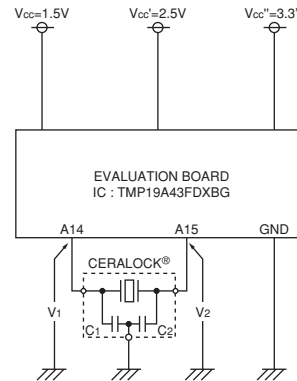 Vcc=1.5V Vcc'=2.5V Vcc"=3.3V
EVALUATION BOARD
IC : TMP19A43FDXBG
A14 A15 GND
CERALOCK®
V1 C1 C2 V2